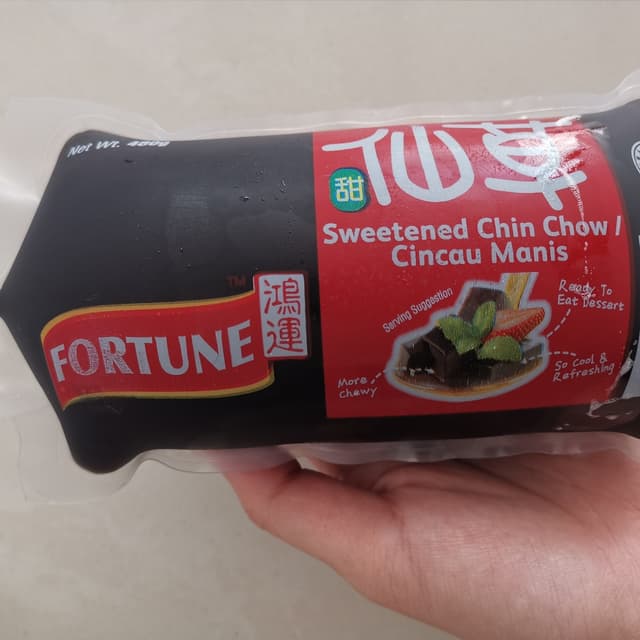 Net Wt. 480g
甜
仙草
Sweetened Chin Chow /
Cincau Manis
TM
FORTUNE
鴻運
Serving Suggestion
Ready To
Eat Dessert
More
chewy
So Cool &
Refreshing